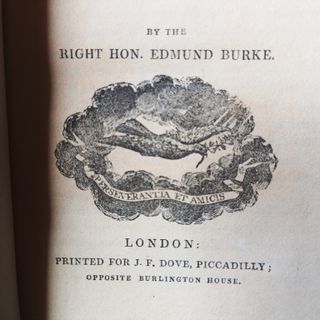 BY THE
RIGHT HON. EDMUND BURKE.
PERSEVERANTIA ET AMICIS
LONDON:
PRINTED FOR J. F. DOVE, PICCADILLY;
OPPOSITE BURLINGTON HOUSE.